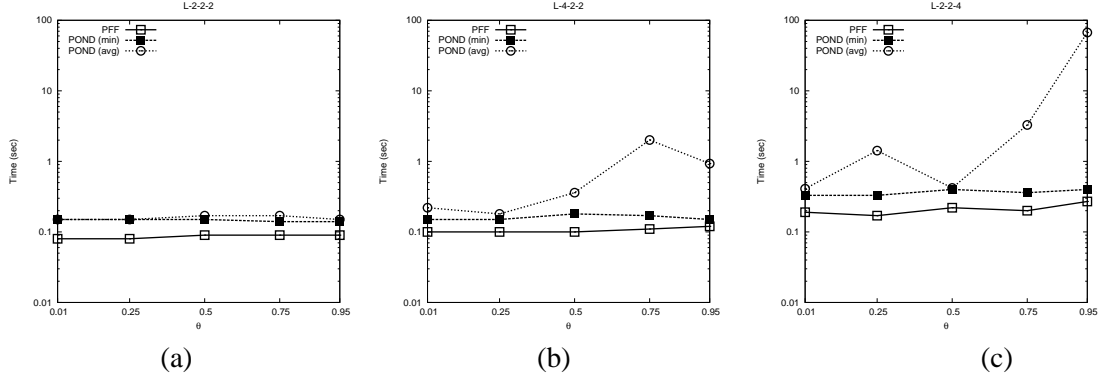 L-2-2-2
PFF
POND (min)
POND (avg)
100
10
1
0.1
0.01
Time (sec)
0.01 0.25 0.5 0.75 0.95
θ
(a)
L-4-2-2
PFF
POND (min)
POND (avg)
100
10
1
0.1
0.01
Time (sec)
0.01 0.25 0.5 0.75 0.95
θ
(b)
L-2-2-4
PFF
POND (min)
POND (avg)
100
10
1
0.1
0.01
Time (sec)
0.01 0.25 0.5 0.75 0.95
θ
(c)